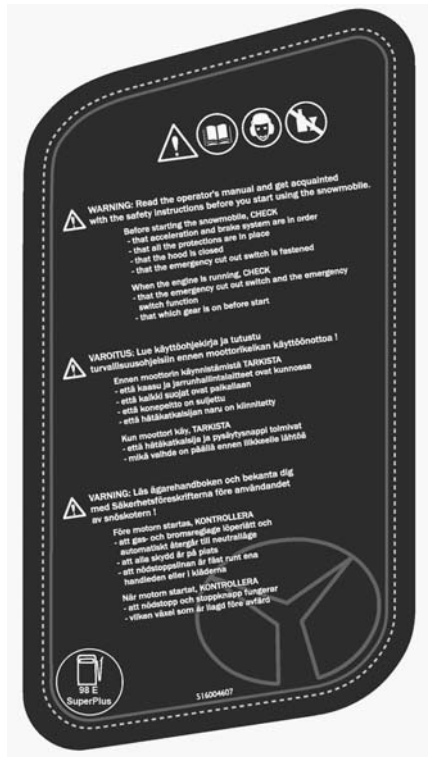 WARNING: Read the operator's manual and get acquainted
with the safety instructions before you start using the snowmobile.
Before starting the snowmobile, CHECK
- that acceleration and brake system are in order
- that all the protections are in place
- that the hood is closed
- that the emergency cut out switch is fastened
When the engine is running, CHECK
- that the emergency cut out switch and the emergency
switch function
- that which gear is on before start
VAROITUS: Lue käyttöohjekirja ja tutustu
turvallisuusohjeisiin ennen moottorikelkan käyttöönottoa !
Ennen moottorin käynnistämistä TARKISTA
- että kaasu ja jarrunhallintalaitteet ovat kunnossa
- että kaikki suojat ovat paikallaan
- että konepeitto on suljettu
- että hätäkatkaisijan naru on kiinnitetty
Kun moottori käy, TARKISTA
- että hätäkatkaisija ja pysäytysnappi toimivat
- mikä vaihde on päällä ennen liikkeelle lähtöä
VARNING: Läs ägarehandboken och bekanta dig
med Säkerhetsföreskrifterna före användandet
av snöskotern !
Före motorn startas, KONTROLLERA
- att gas- och bromsreglage löperlätt och
automatiskt återgår till neutralläge
- att alla skydd är på plats
- att nödstoppslinan är fäst runt ena
handleden eller i kläderna
När motorn startat, KONTROLLERA
- att nödstopp och stoppknapp fungerar
- vilken växel som är ilagd före avfärd
98 E
SuperPlus
516004607